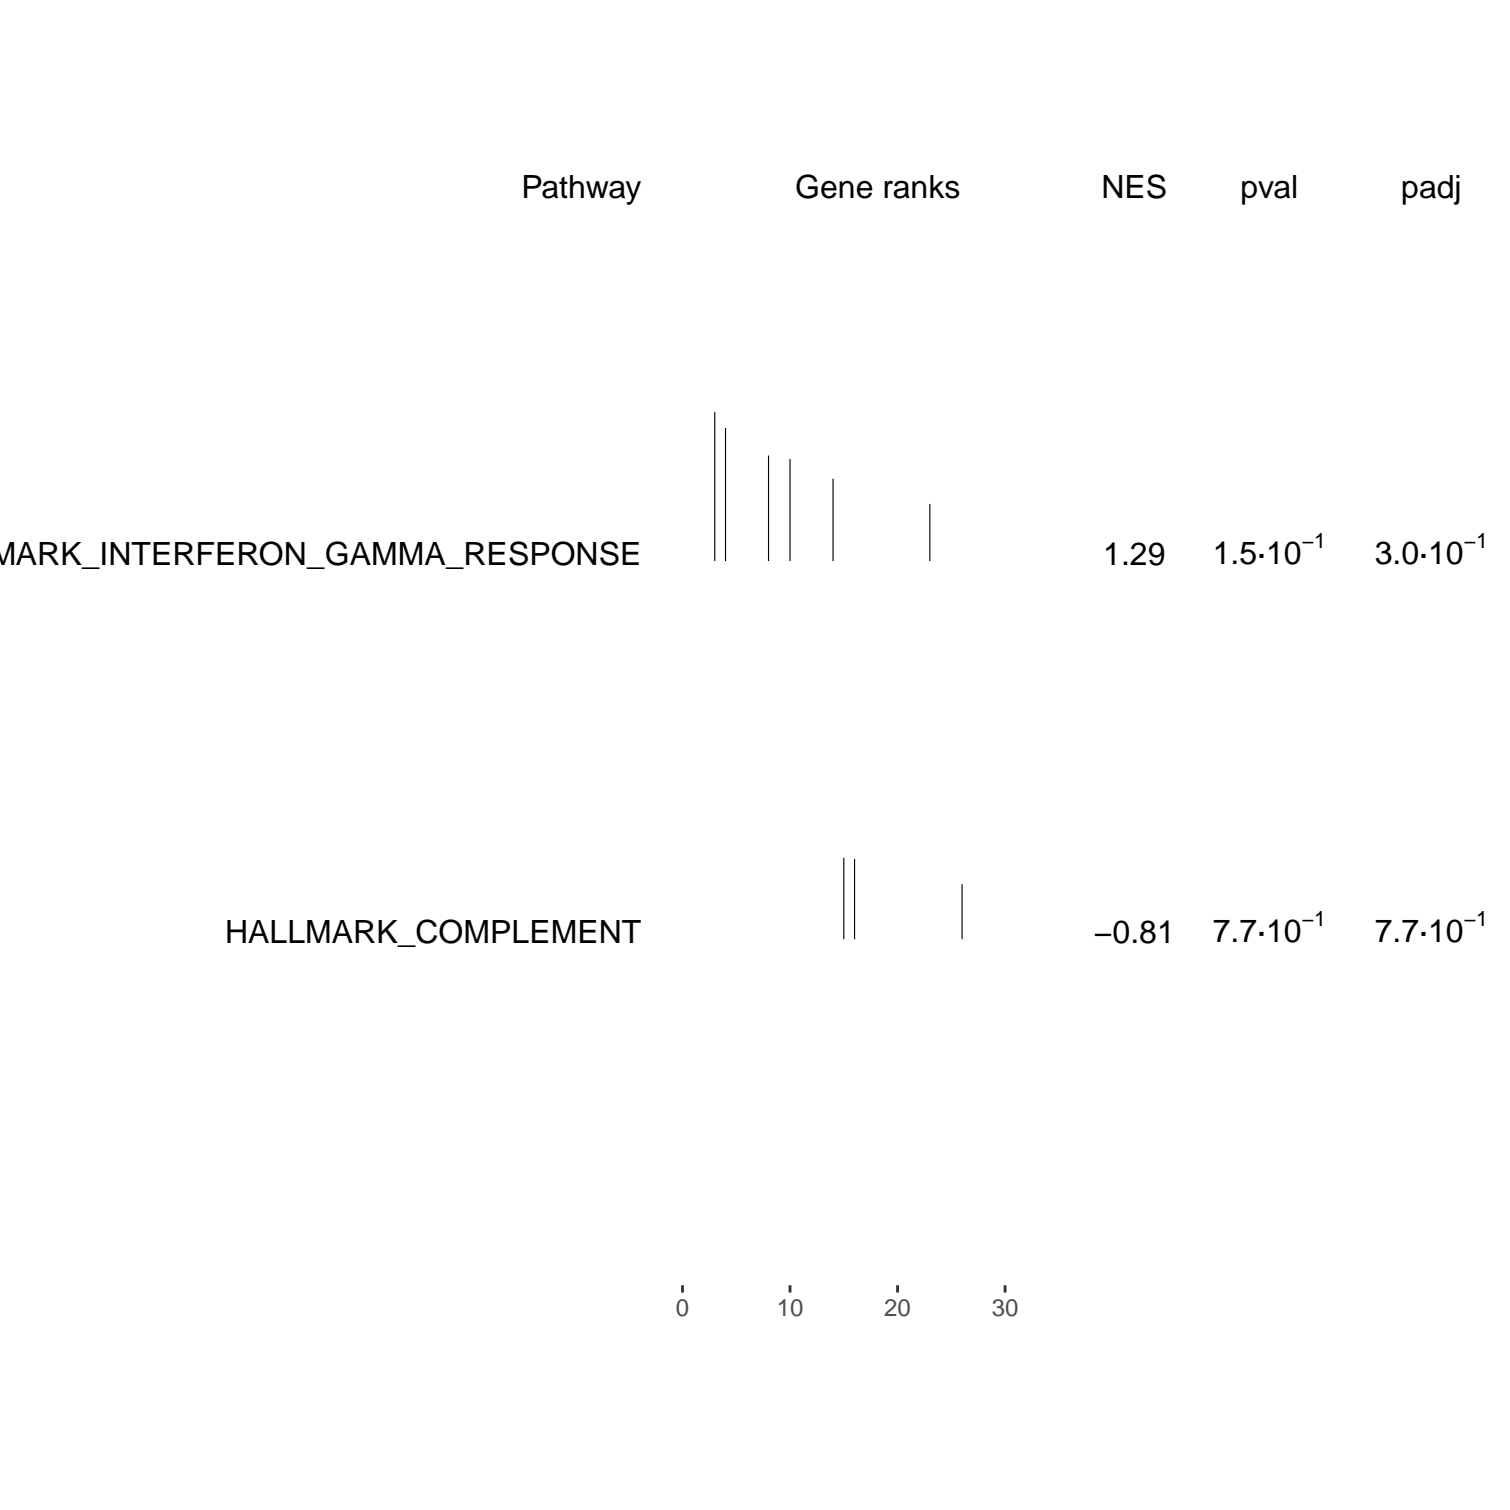 Pathway Gene ranks NES pval padj
MARK_INTERFERON_GAMMA_RESPONSE 1.29 1.5·10⁻¹ 3.0·10⁻¹
HALLMARK_COMPLEMENT −0.81 7.7·10⁻¹ 7.7·10⁻¹
0 10 20 30